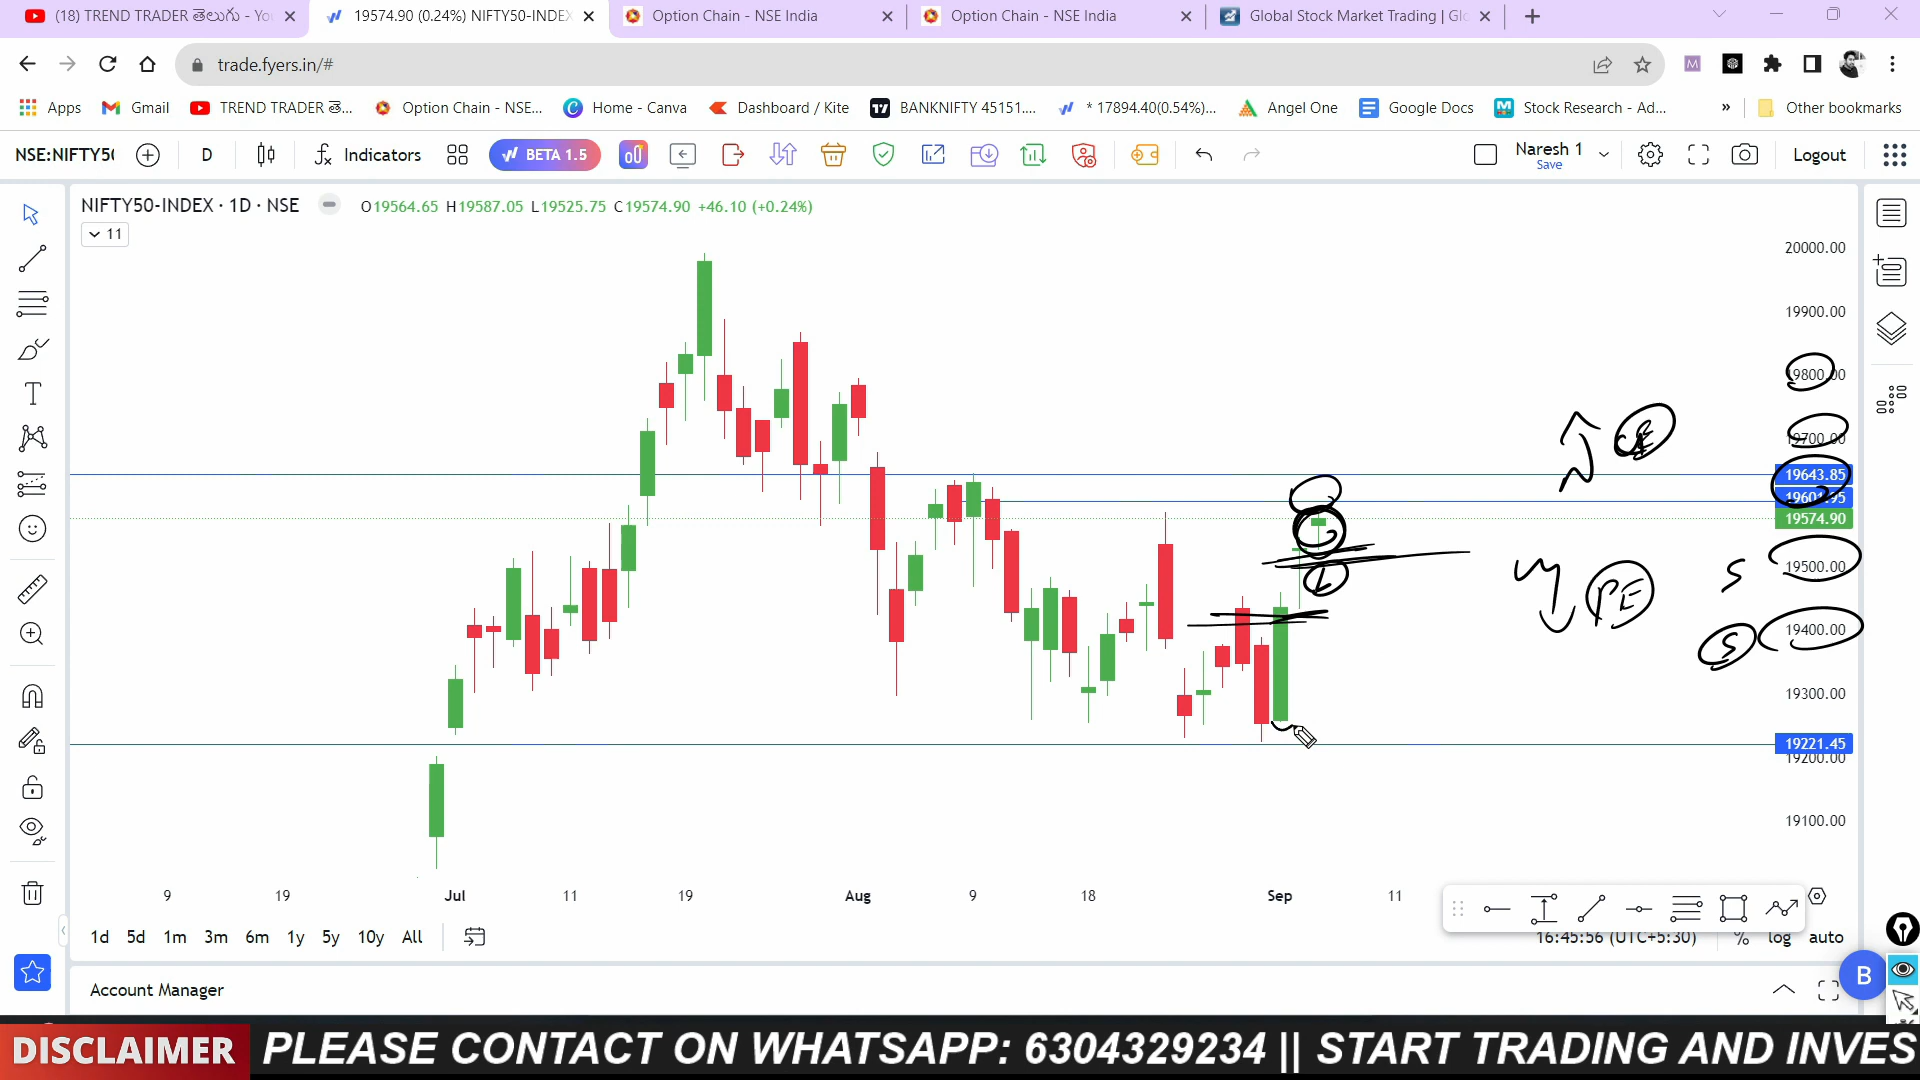 (18) TREND TRADER తెలుగు - Yo
19574.90 (0.24%) NIFTY50-INDEX
Option Chain - NSE India
Option Chain - NSE India
Global Stock Market Trading | Glo
trade.fyers.in/#
Apps
Gmail
TREND TRADER తె...
Option Chain - NSE...
Home - Canva
Dashboard / Kite
BANKNIFTY 45151....
* 17894.40(0.54%)...
Angel One
Google Docs
Stock Research - Ad...
»
Other bookmarks
NSE:NIFTY50
D
Indicators
BETA 1.5
Naresh 1
Save
Logout
NIFTY50-INDEX · 1D · NSE
O19564.65 H19587.05 L19525.75 C19574.90 +46.10 (+0.24%)
11
20000.00
19900.00
19800.00
19700.00
19643.85
19574.90
19500.00
19400.00
19300.00
19221.45
19200.00
19100.00
PE
S
S
9
19
Jul
11
19
Aug
9
18
Sep
11
1d 5d 1m 3m 6m 1y 5y 10y All
16:45:56 (UTC+5:30)
% log auto
B
Account Manager
DISCLAIMER
PLEASE CONTACT ON WHATSAPP: 6304329234 || START TRADING AND INVES